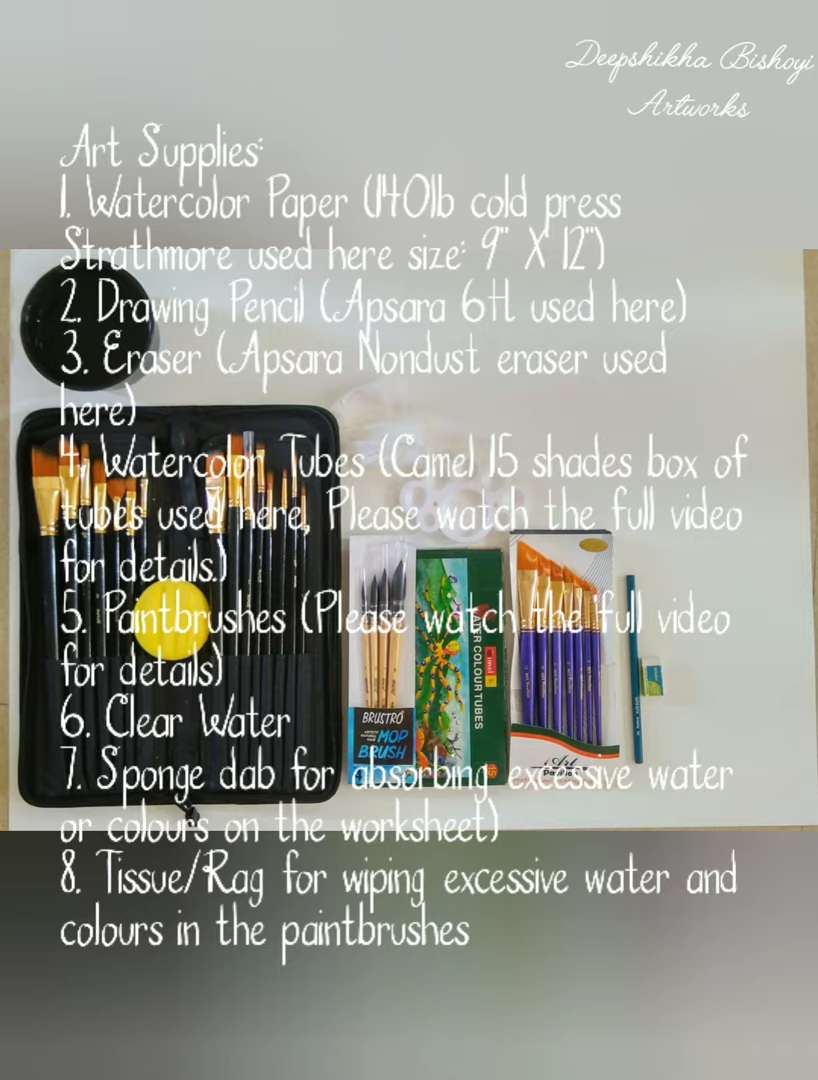 Deepshikha Bishoyi
Artworks
Art Supplies:
1. Watercolor Paper (140lb cold press
Strathmore used here size: 9" X 12")
2. Drawing Pencil (Apsara 6H used here)
3. Eraser (Apsara Nondust eraser used
here)
4. Watercolor Tubes (Camel 15 shades box of
tubes used here, Please watch the full video
for details.)
5. Paintbrushes (Please watch the full video
for details)
6. Clear Water
7. Sponge dab for absorbing excessive water
or colours on the worksheet)
8. Tissue/Rag for wiping excessive water and
colours in the paintbrushes
BRUSTRO
MOP
BRUSH
WATER COLOUR TUBES
Camel